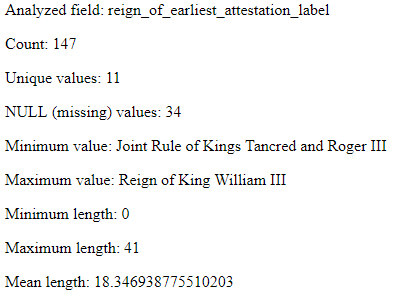 Analyzed field: reign_of_earliest_attestation_label
Count: 147
Unique values: 11
NULL (missing) values: 34
Minimum value: Joint Rule of Kings Tancred and Roger III
Maximum value: Reign of King William III
Minimum length: 0
Maximum length: 41
Mean length: 18.346938775510203